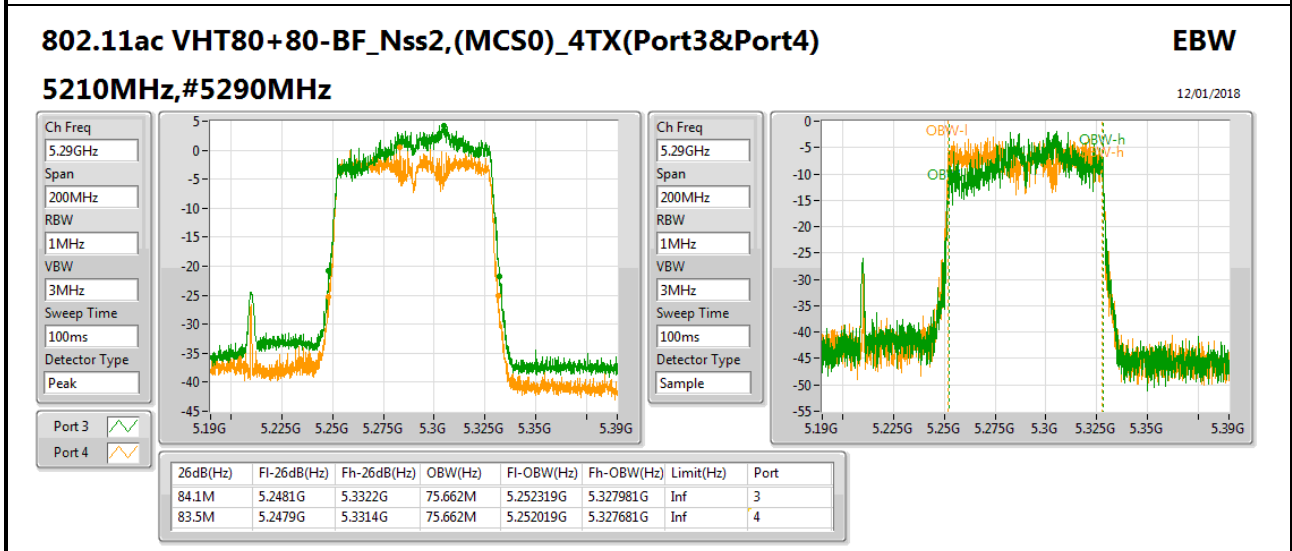 802.11ac VHT80+80-BF_Nss2,(MCS0)_4TX(Port3&Port4)
EBW
5210MHz,#5290MHz
12/01/2018
Ch Freq
5.29GHz
Span
200MHz
RBW
1MHz
VBW
3MHz
Sweep Time
100ms
Detector Type
Peak
Port 3
Port 4
5
0
-5
-10
-15
-20
-25
-30
-35
-40
-45
5.19G 5.225G 5.25G 5.275G 5.3G 5.325G 5.35G 5.39G
Ch Freq
5.29GHz
Span
200MHz
RBW
1MHz
VBW
3MHz
Sweep Time
100ms
Detector Type
Sample
0
-5
-10
-15
-20
-25
-30
-35
-40
-45
-50
-55
OBW-l
OBW-h
5.19G 5.225G 5.25G 5.275G 5.3G 5.325G 5.35G 5.39G
26dB(Hz) Fl-26dB(Hz) Fh-26dB(Hz) OBW(Hz) Fl-OBW(Hz) Fh-OBW(Hz) Limit(Hz) Port
84.1M 5.2481G 5.3322G 75.662M 5.252319G 5.327981G Inf 3
83.5M 5.2479G 5.3314G 75.662M 5.252019G 5.327681G Inf 4